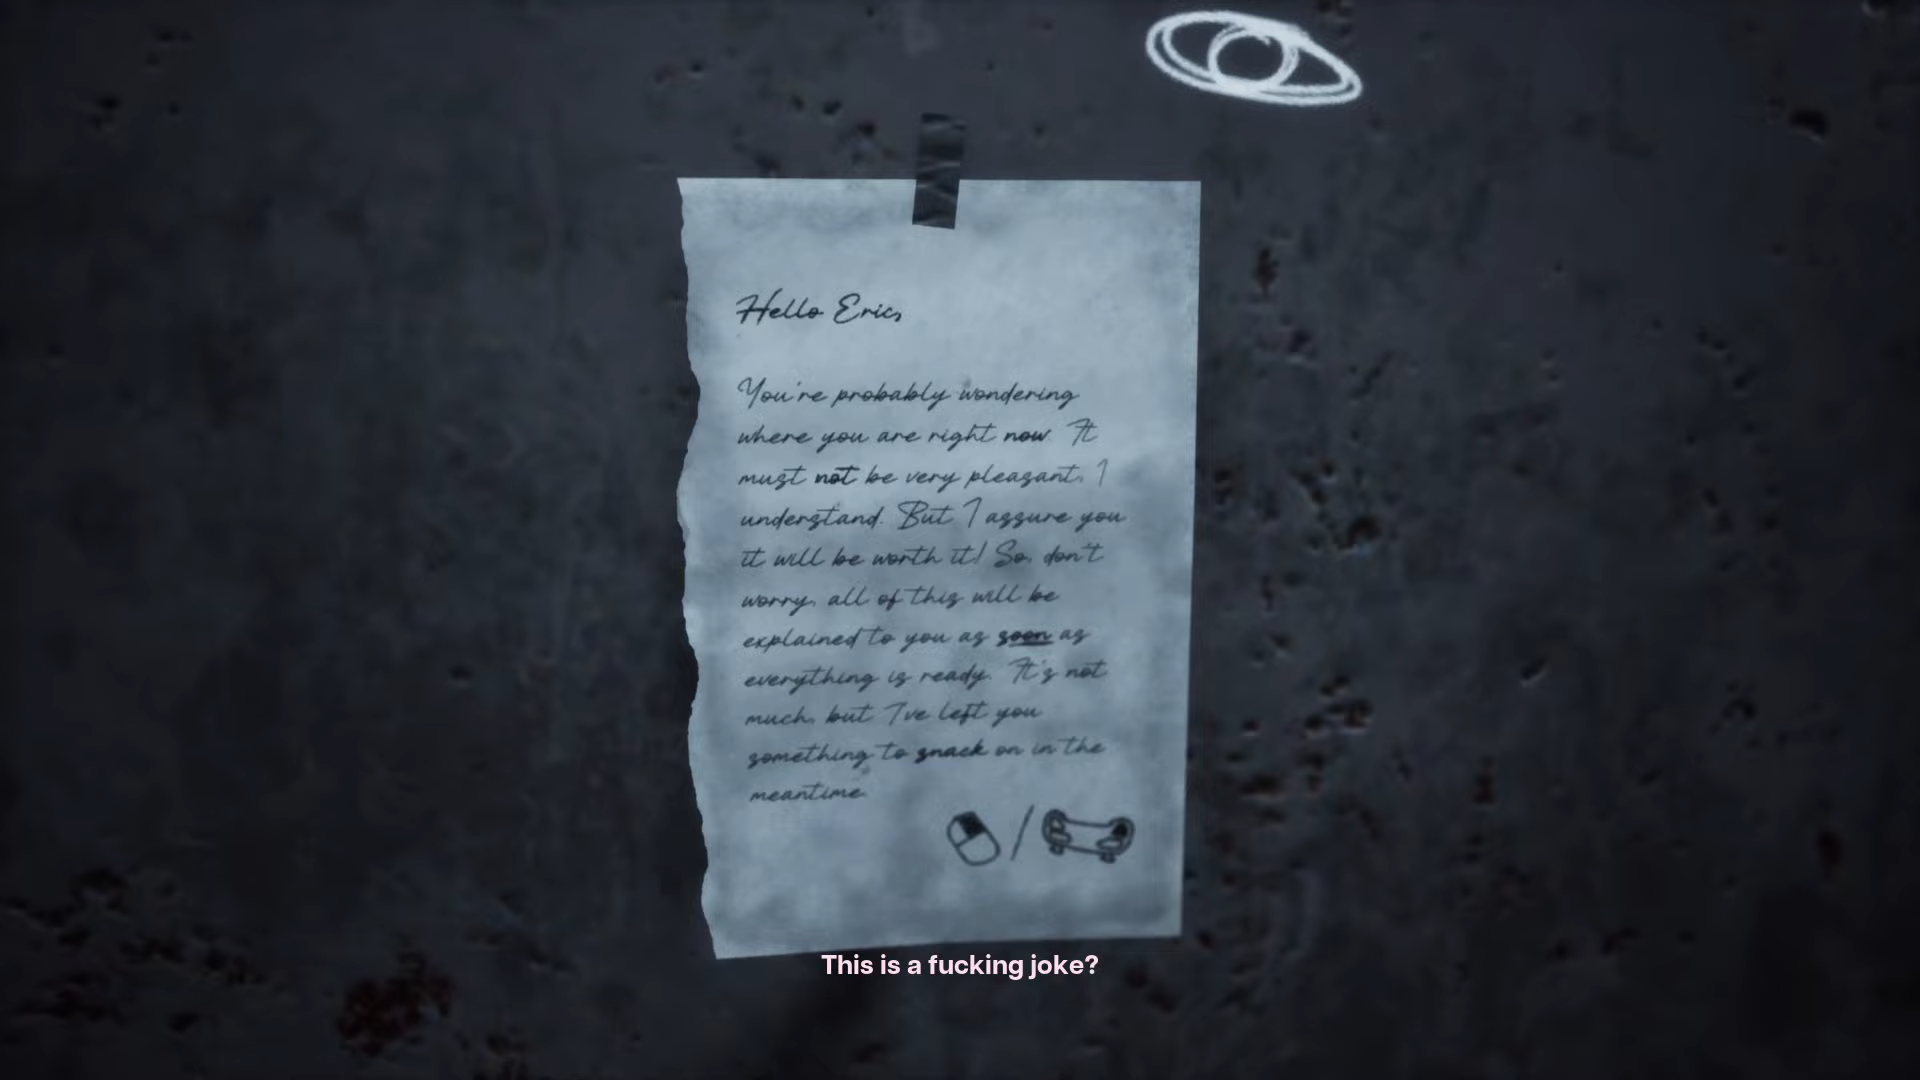 Hello Eric,
You're probably wondering
where you are right now. It
must not be very pleasant. I
understand. But I assure you
it will be worth it! So, don't
worry, all of this will be
explained to you as soon as
everything is ready. It's not
much, but I've left you
something to snack on in the
meantime.
This is a fucking joke?